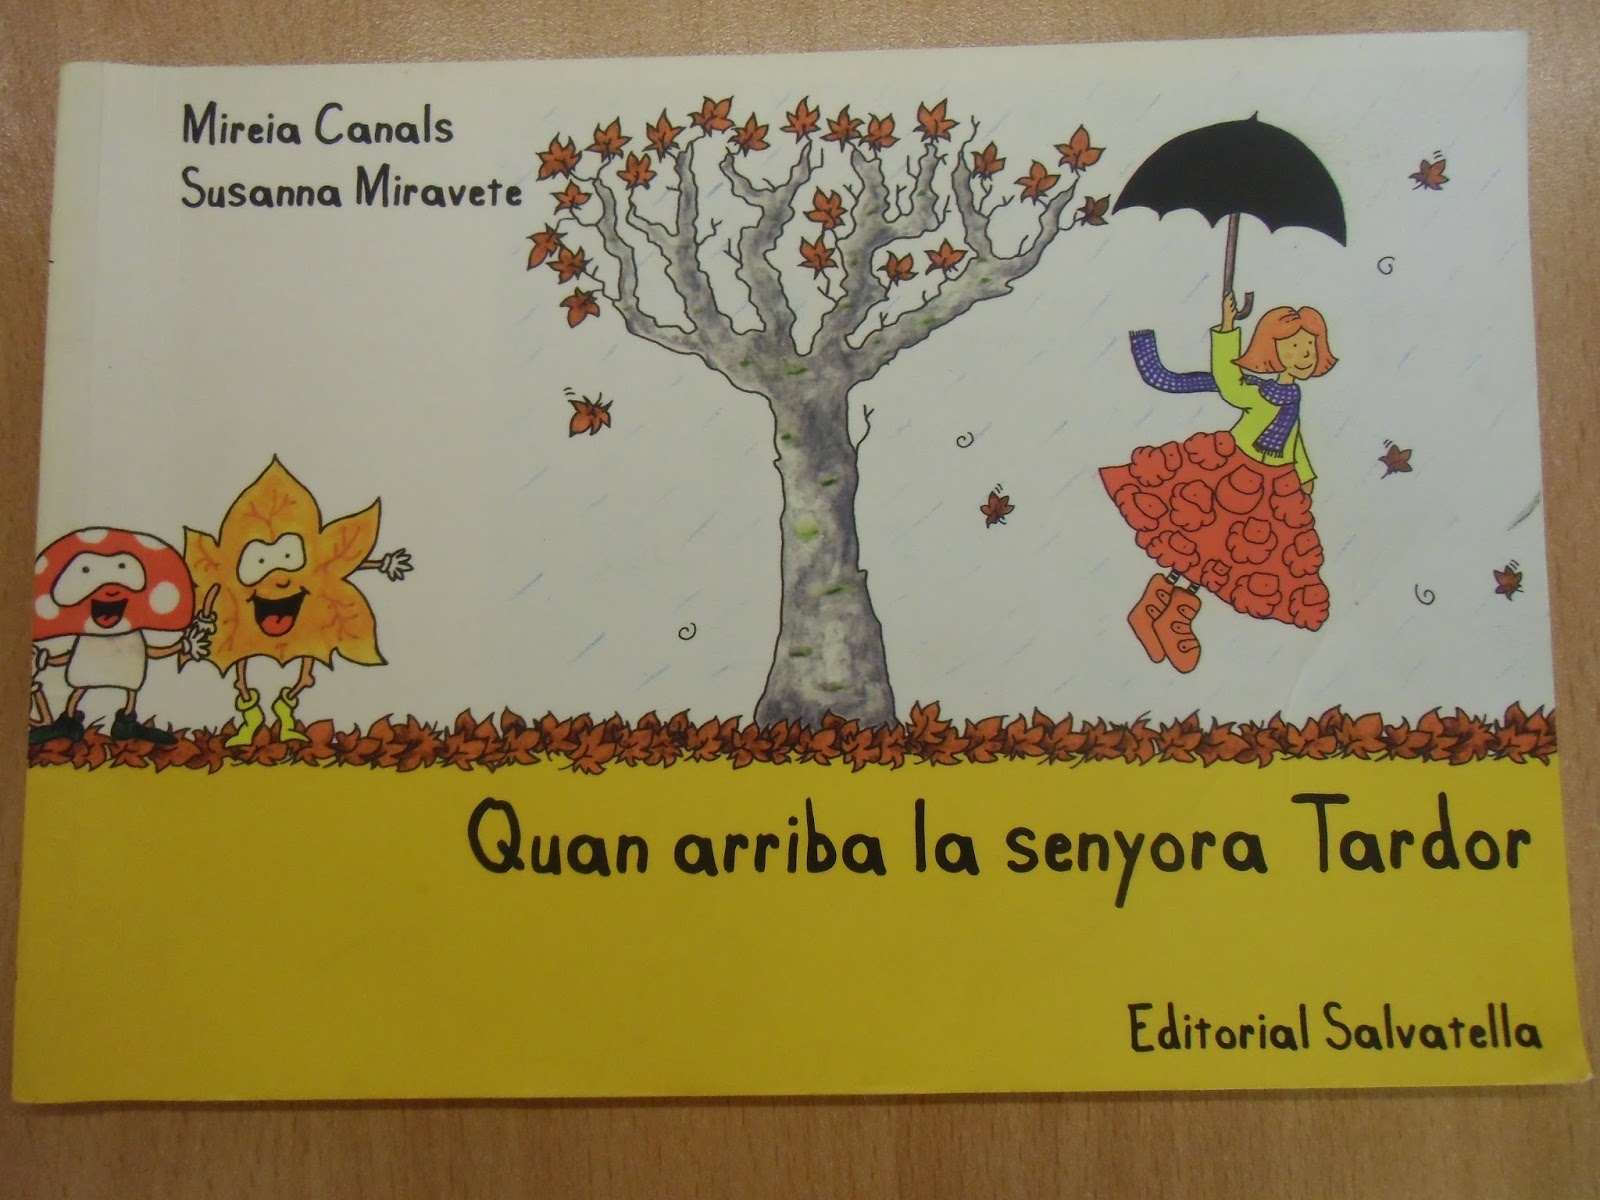 Mireia Canals
Susanna Miravete
Quan arriba la senyora Tardor
Editorial Salvatella